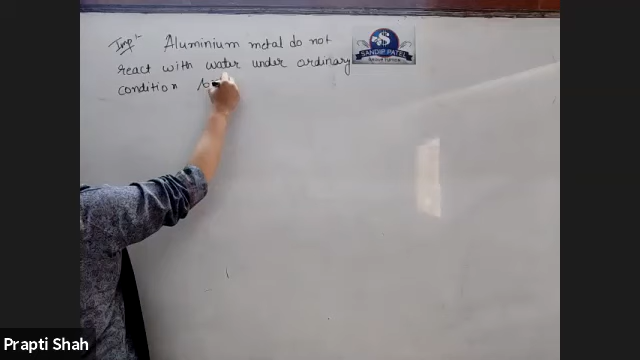 Imp:- Aluminium metal do not
react with water under ordinary
condition
SANDIP PATEL
Prapti Shah